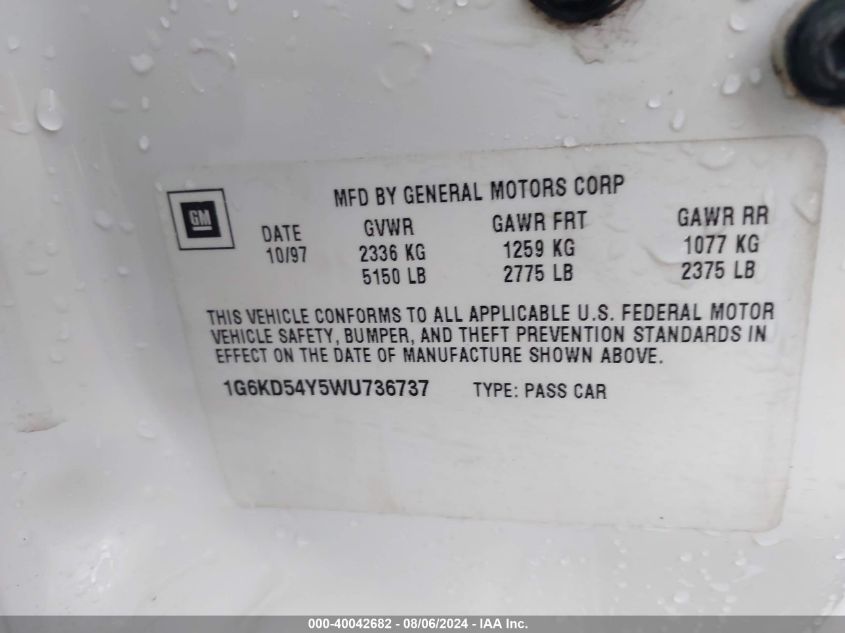 MFD BY GENERAL MOTORS CORP
GM
DATE GVWR GAWR FRT GAWR RR
10/97 2336 KG 1259 KG 1077 KG
5150 LB 2775 LB 2375 LB
THIS VEHICLE CONFORMS TO ALL APPLICABLE U.S. FEDERAL MOTOR
VEHICLE SAFETY, BUMPER, AND THEFT PREVENTION STANDARDS IN
EFFECT ON THE DATE OF MANUFACTURE SHOWN ABOVE.
1G6KD54Y5WU736737 TYPE: PASS CAR
000-40042682 - 08/06/2024 - IAA Inc.